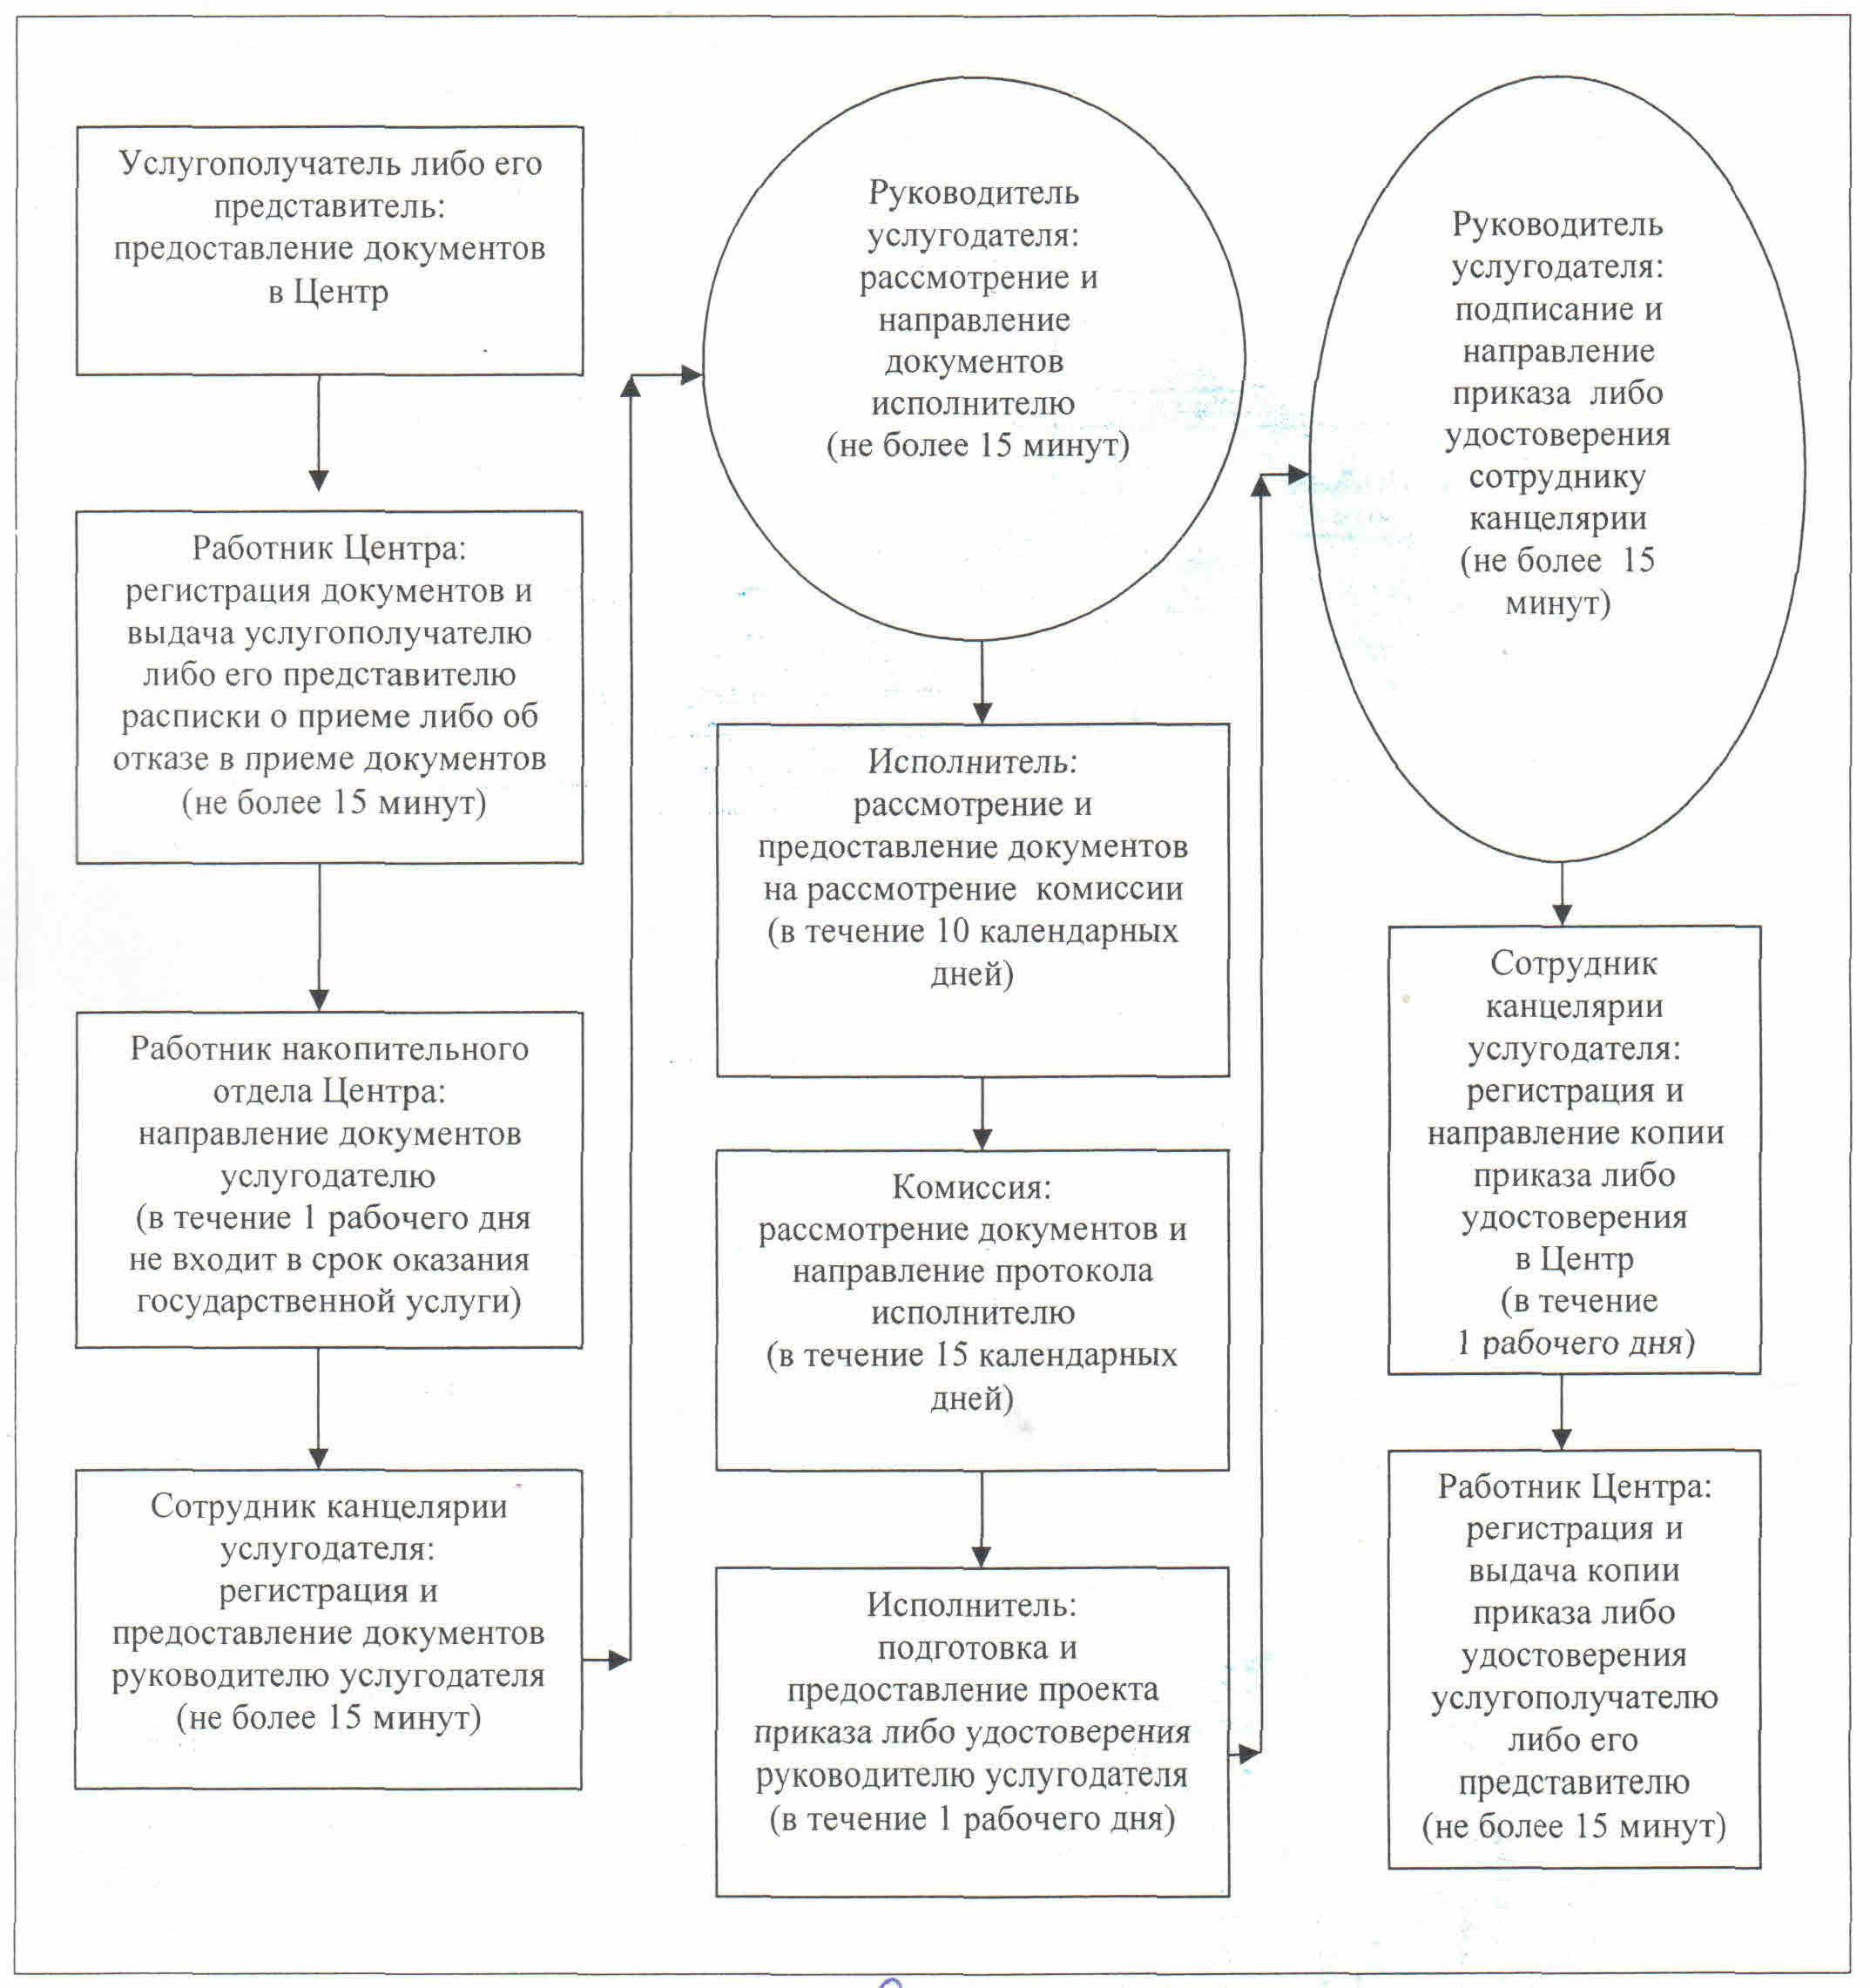 Услугополучатель либо его
представитель:
предоставление документов
в Центр
Работник Центра:
регистрация документов и
выдача услугополучателю
либо его представителю
расписки о приеме либо об
отказе в приеме документов
(не более 15 минут)
Работник накопительного
отдела Центра:
направление документов
услугодателю
(в течение 1 рабочего дня
не входит в срок оказания
государственной услуги)
Сотрудник канцелярии
услугодателя:
регистрация и
предоставление документов
руководителю услугодателя
(не более 15 минут)
Руководитель
услугодателя:
рассмотрение и
направление
документов
исполнителю
(не более 15 минут)
Исполнитель:
рассмотрение и
предоставление документов
на рассмотрение комиссии
(в течение 10 календарных
дней)
Комиссия:
рассмотрение документов и
направление протокола
исполнителю
(в течение 15 календарных
дней)
Исполнитель:
подготовка и
предоставление проекта
приказа либо удостоверения
руководителю услугодателя
(в течение 1 рабочего дня)
Руководитель
услугодателя:
подписание и
направление
приказа либо
удостоверения
сотруднику
канцелярии
(не более 15
минут)
Сотрудник
канцелярии
услугодателя:
регистрация и
направление копии
приказа либо
удостоверения
в Центр
(в течение
1 рабочего дня)
Работник Центра:
регистрация и
выдача копии
приказа либо
удостоверения
услугополучателю
либо его
представителю
(не более 15 минут)